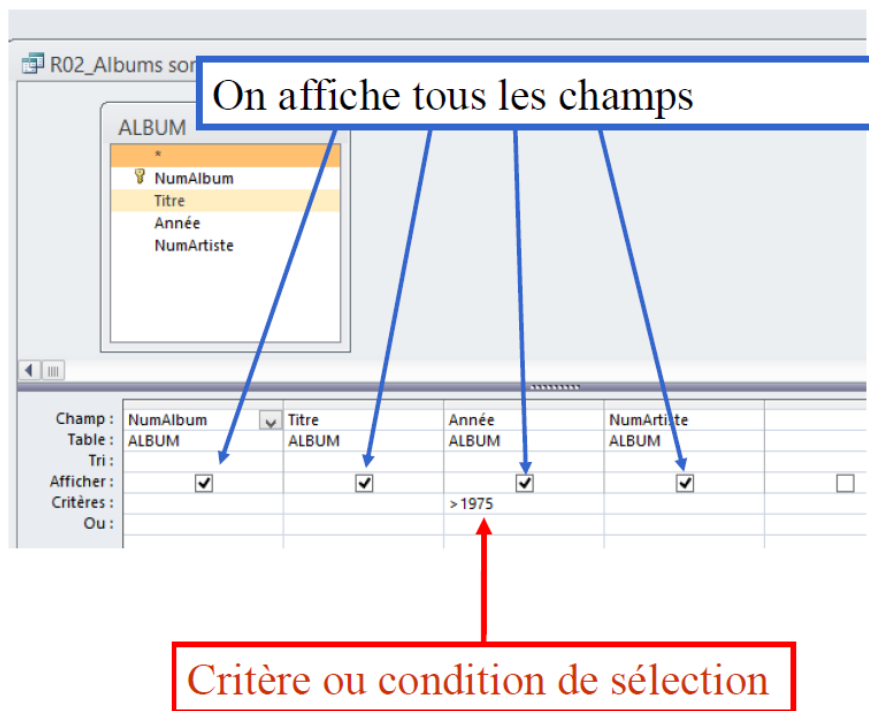 R02_Albums sor
On affiche tous les champs
ALBUM
*
NumAlbum
Titre
Année
NumArtiste
Champ : NumAlbum Titre Année NumArtiste
Table : ALBUM ALBUM ALBUM ALBUM
Tri :
Afficher :
Critères : >1975
Ou :
Critère ou condition de sélection